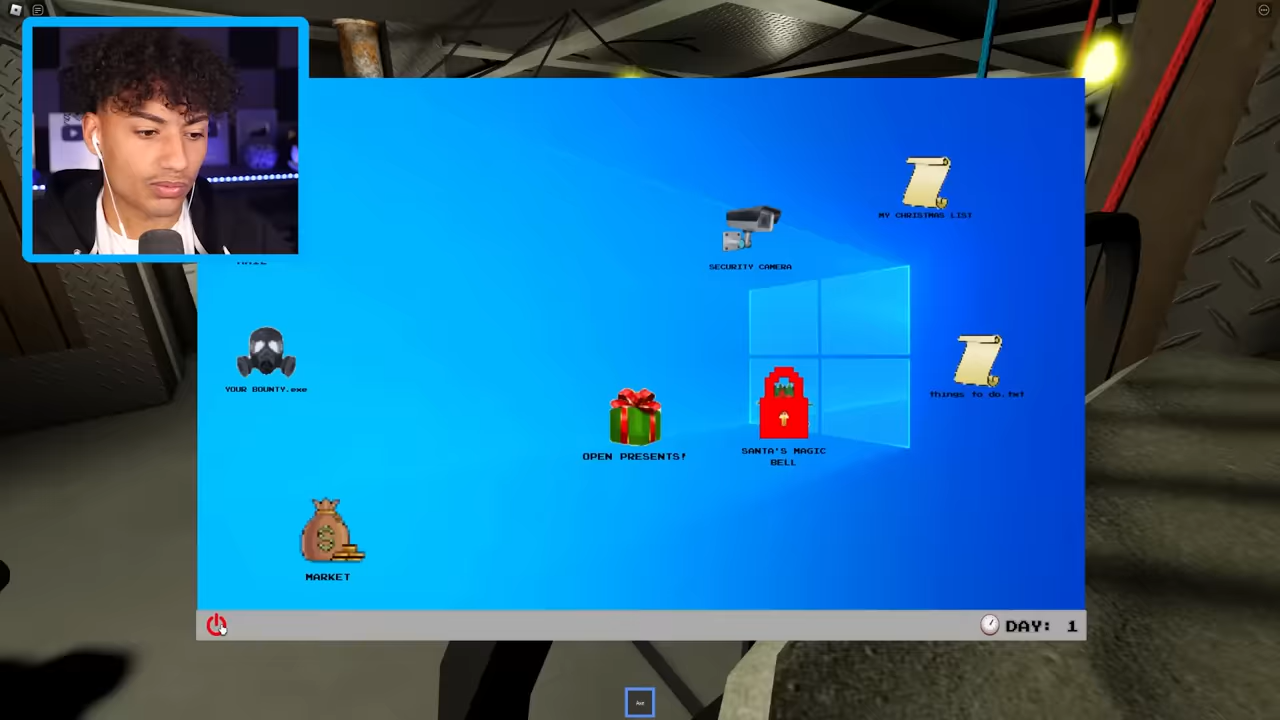 MY CHRISTMAS LIST
SECURITY CAMERA
YOUR BOUNTY.exe
things to do.txt
OPEN PRESENTS!
SANTA'S MAGIC
BELL
MARKET
DAY: 1
Axe